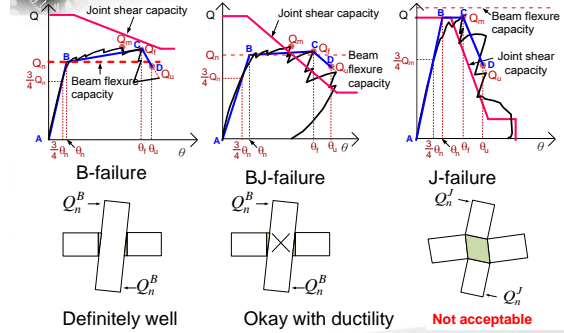 Q
Joint shear capacity
Q_m
B
C
Q_f
Q_n
D
3/4 Q_n
Q_u
Beam flexure capacity
A
3/4 θ_n
θ_n
θ_f
θ_u
θ
B-failure
Q
Joint shear
capacity
Q_m
Q_n
B
C
Q_f
Beam
flexure
capacity
D
Q_u
3/4 Q_n
A
3/4 θ_n
θ_n
θ_f
θ_u
θ
BJ-failure
Q
Beam flexure
capacity
B
C
Q_m
Joint shear
capacity
D
Q_u
3/4 Q_n
A
3/4 θ_n
θ_n
θ_f
θ_u
θ
J-failure
Q_n^B
Q_n^B
Definitely well
Q_n^B
Q_n^B
Okay with ductility
Q_n^J
Q_n^J
Not acceptable